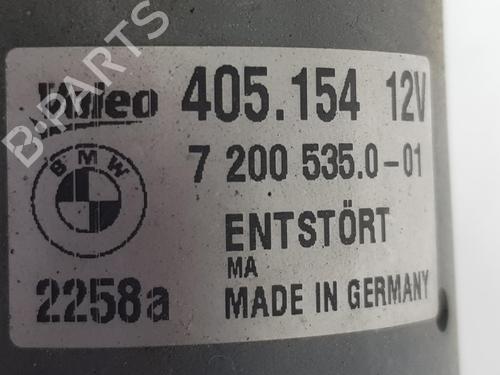 Valeo 405.154 12V
BMW 7 200 535.0-01
ENTSTÖRT
MA
2258a MADE IN GERMANY
B-PARTS